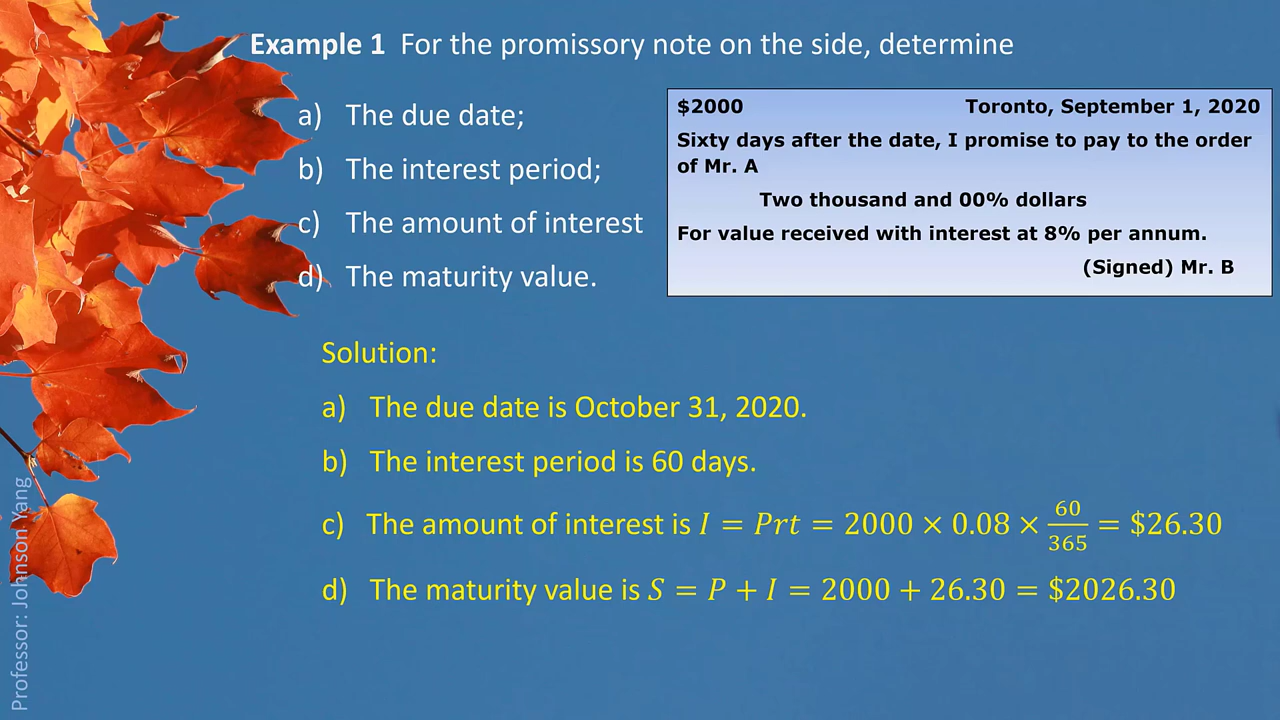 Example 1 For the promissory note on the side, determine
a) The due date;
b) The interest period;
c) The amount of interest
d) The maturity value.
$2000 Toronto, September 1, 2020
Sixty days after the date, I promise to pay to the order
of Mr. A
Two thousand and 00% dollars
For value received with interest at 8% per annum.
(Signed) Mr. B
Solution:
a) The due date is October 31, 2020.
b) The interest period is 60 days.
c) The amount of interest is I = Prt = 2000 × 0.08 × 60/365 = $26.30
d) The maturity value is S = P + I = 2000 + 26.30 = $2026.30
Professor: Johnson Yang